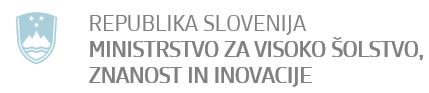 REPUBLIKA SLOVENIJA
MINISTRSTVO ZA VISOKO ŠOLSTVO,
ZNANOST IN INOVACIJE